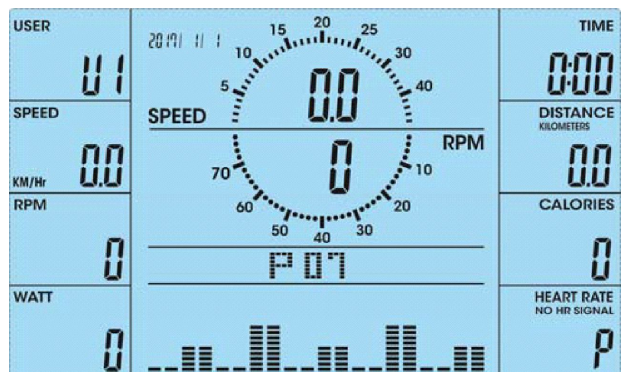 USER
U1
SPEED
0.0
KM/Hr
RPM
0
WATT
0
2017/ 1/ 1
5
10
15
20
25
30
40
0.0
SPEED
RPM
0
70
60
50
40
30
20
10
P 07
TIME
0:00
DISTANCE
KILOMETERS
0.0
CALORIES
0
HEART RATE
NO HR SIGNAL
P